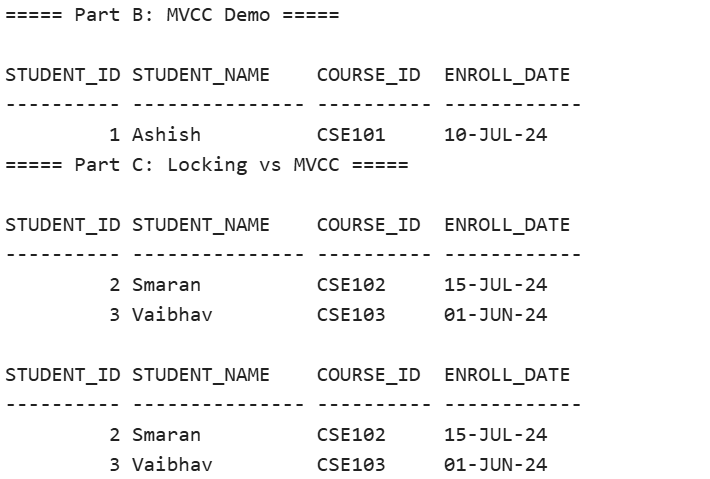 ===== Part B: MVCC Demo =====
STUDENT_ID STUDENT_NAME    COURSE_ID  ENROLL_DATE
---------- --------------- ---------- ------------
         1 Ashish          CSE101     10-JUL-24
===== Part C: Locking vs MVCC =====
STUDENT_ID STUDENT_NAME    COURSE_ID  ENROLL_DATE
---------- --------------- ---------- ------------
         2 Smaran          CSE102     15-JUL-24
         3 Vaibhav         CSE103     01-JUN-24
STUDENT_ID STUDENT_NAME    COURSE_ID  ENROLL_DATE
---------- --------------- ---------- ------------
         2 Smaran          CSE102     15-JUL-24
         3 Vaibhav         CSE103     01-JUN-24